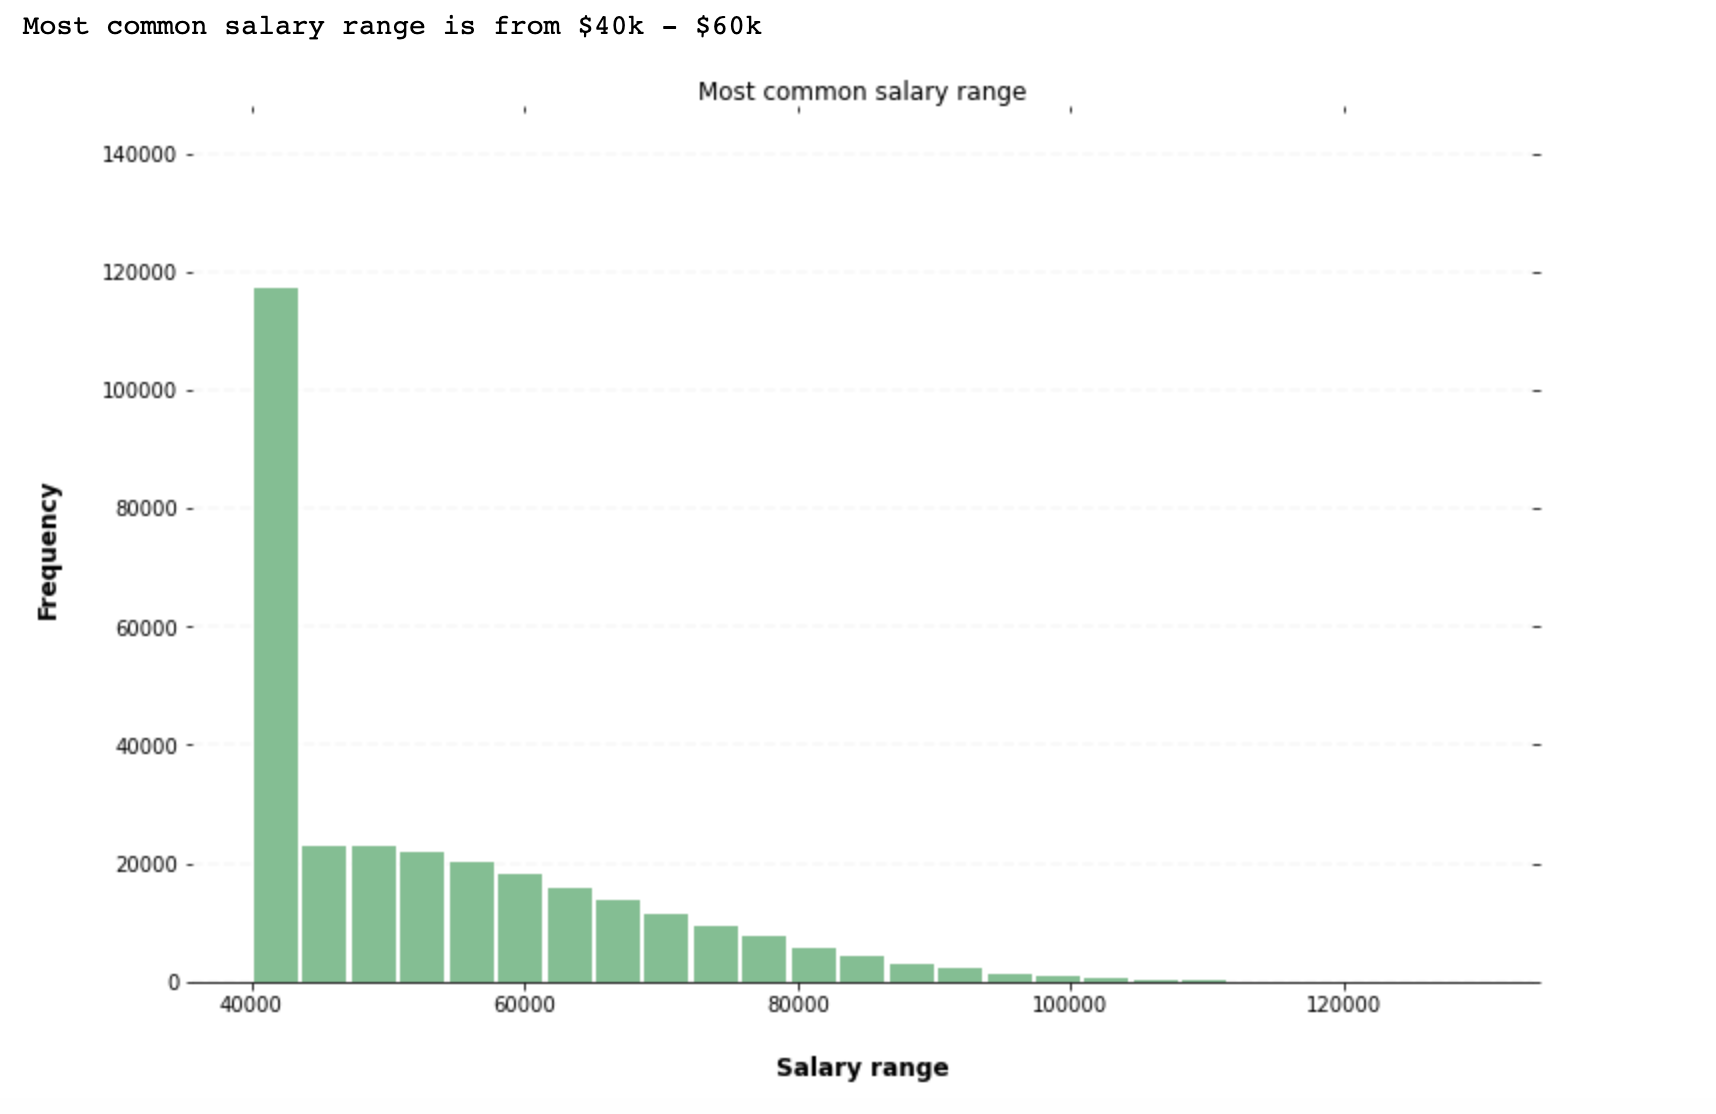 Most common salary range is from $40k - $60k
Most common salary range
140000
120000
100000
80000
60000
40000
20000
0
Frequency
40000 60000 80000 100000 120000
Salary range